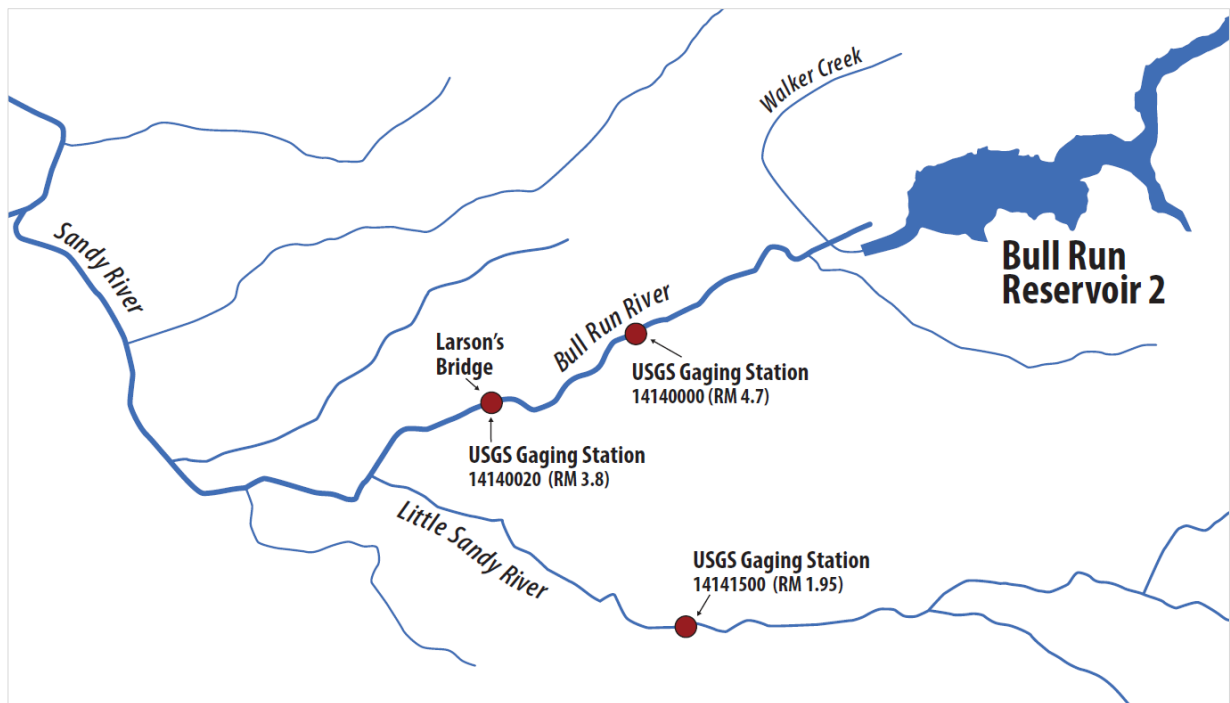 Walker Creek
Sandy River
Bull Run
Reservoir 2
Bull Run River
Larson's
Bridge
USGS Gaging Station
14140000 (RM 4.7)
USGS Gaging Station
14140020 (RM 3.8)
Little Sandy River
USGS Gaging Station
14141500 (RM 1.95)